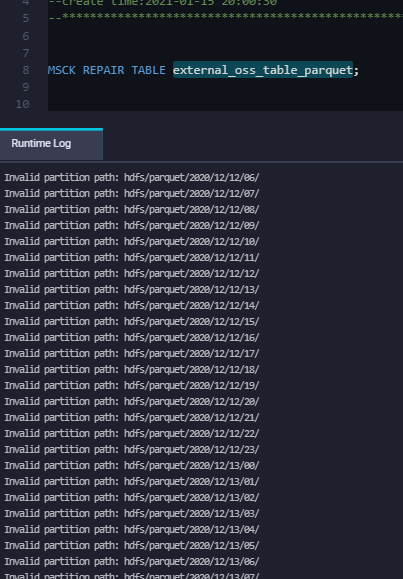 4 --create time:2021-01-15 20:00:50
5 --**************************************************
6
7
8 MSCK REPAIR TABLE external_oss_table_parquet;
9
10
Runtime Log
Invalid partition path: hdfs/parquet/2020/12/12/06/
Invalid partition path: hdfs/parquet/2020/12/12/07/
Invalid partition path: hdfs/parquet/2020/12/12/08/
Invalid partition path: hdfs/parquet/2020/12/12/09/
Invalid partition path: hdfs/parquet/2020/12/12/10/
Invalid partition path: hdfs/parquet/2020/12/12/11/
Invalid partition path: hdfs/parquet/2020/12/12/12/
Invalid partition path: hdfs/parquet/2020/12/12/13/
Invalid partition path: hdfs/parquet/2020/12/12/14/
Invalid partition path: hdfs/parquet/2020/12/12/15/
Invalid partition path: hdfs/parquet/2020/12/12/16/
Invalid partition path: hdfs/parquet/2020/12/12/17/
Invalid partition path: hdfs/parquet/2020/12/12/18/
Invalid partition path: hdfs/parquet/2020/12/12/19/
Invalid partition path: hdfs/parquet/2020/12/12/20/
Invalid partition path: hdfs/parquet/2020/12/12/21/
Invalid partition path: hdfs/parquet/2020/12/12/22/
Invalid partition path: hdfs/parquet/2020/12/12/23/
Invalid partition path: hdfs/parquet/2020/12/13/00/
Invalid partition path: hdfs/parquet/2020/12/13/01/
Invalid partition path: hdfs/parquet/2020/12/13/02/
Invalid partition path: hdfs/parquet/2020/12/13/03/
Invalid partition path: hdfs/parquet/2020/12/13/04/
Invalid partition path: hdfs/parquet/2020/12/13/05/
Invalid partition path: hdfs/parquet/2020/12/13/06/
Invalid partition path: hdfs/parquet/2020/12/13/07/